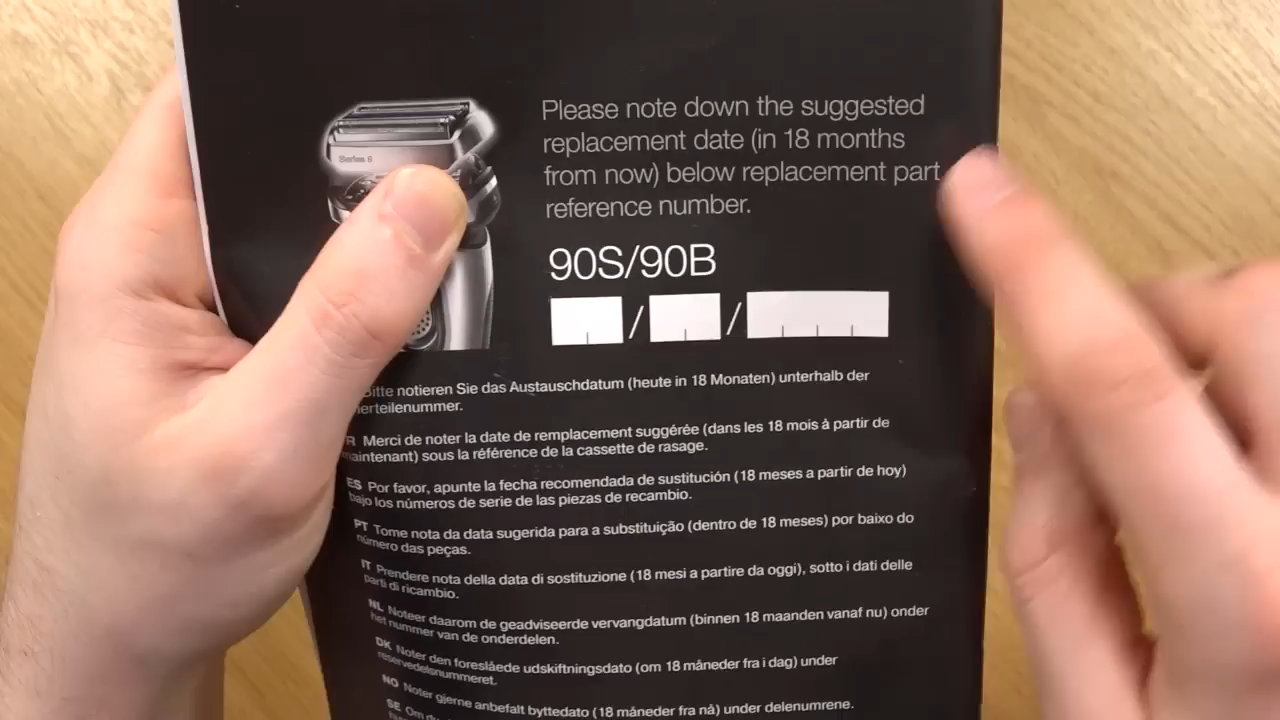 Series 9
Please note down the suggested
replacement date (in 18 months
from now) below replacement part
reference number.
90S/90B
/ /
Bitte notieren Sie das Austauschdatum (heute in 18 Monaten) unterhalb der
erteilenummer.
Merci de noter la date de remplacement suggérée (dans les 18 mois à partir de
maintenant) sous la référence de la cassette de rasage.
ES Por favor, apunte la fecha recomendada de sustitución (18 meses a partir de hoy)
bajo los números de serie de las piezas de recambio.
PT Tome nota da data sugerida para a substituição (dentro de 18 meses) por baixo do
número das peças.
IT Prendere nota della data di sostituzione (18 mesi a partire da oggi), sotto i dati delle
parti di ricambio.
NL Noteer daarom de geadviseerde vervangdatum (binnen 18 maanden vanaf nu) onder
het nummer van de onderdelen.
DK Noter den foreslåede udskiftningsdato (om 18 måneder fra i dag) under
reservedelsnummeret.
NO Noter gjerne anbefalt byttedato (18 måneder fra nå) under delenumrene.
SE Om du